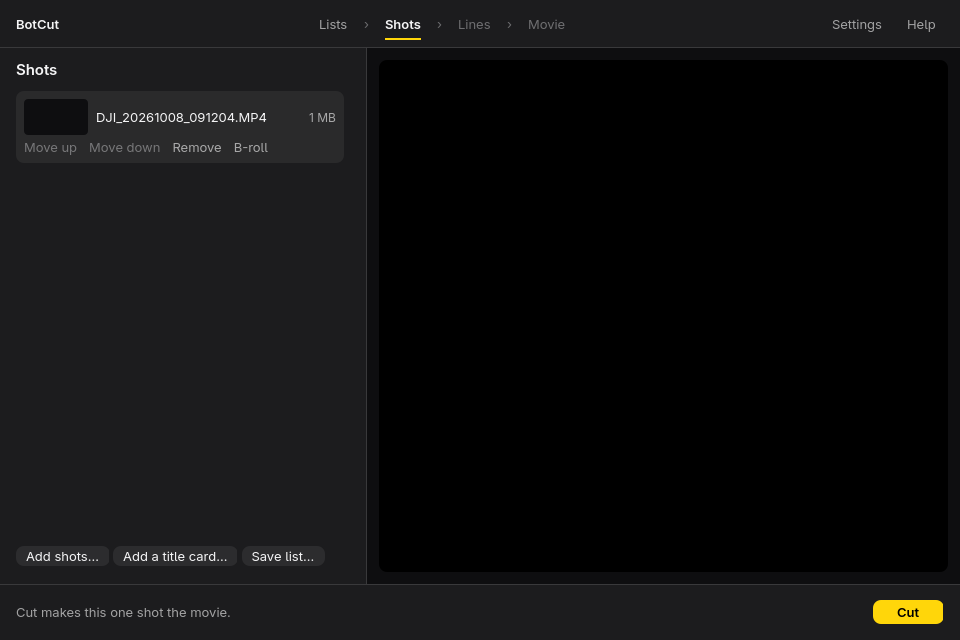 BotCut
Lists › Shots › Lines › Movie
Settings Help
Shots
DJI_20261008_091204.MP4 1 MB
Move up Move down Remove B-roll
Add shots... Add a title card... Save list...
Cut makes this one shot the movie.
Cut